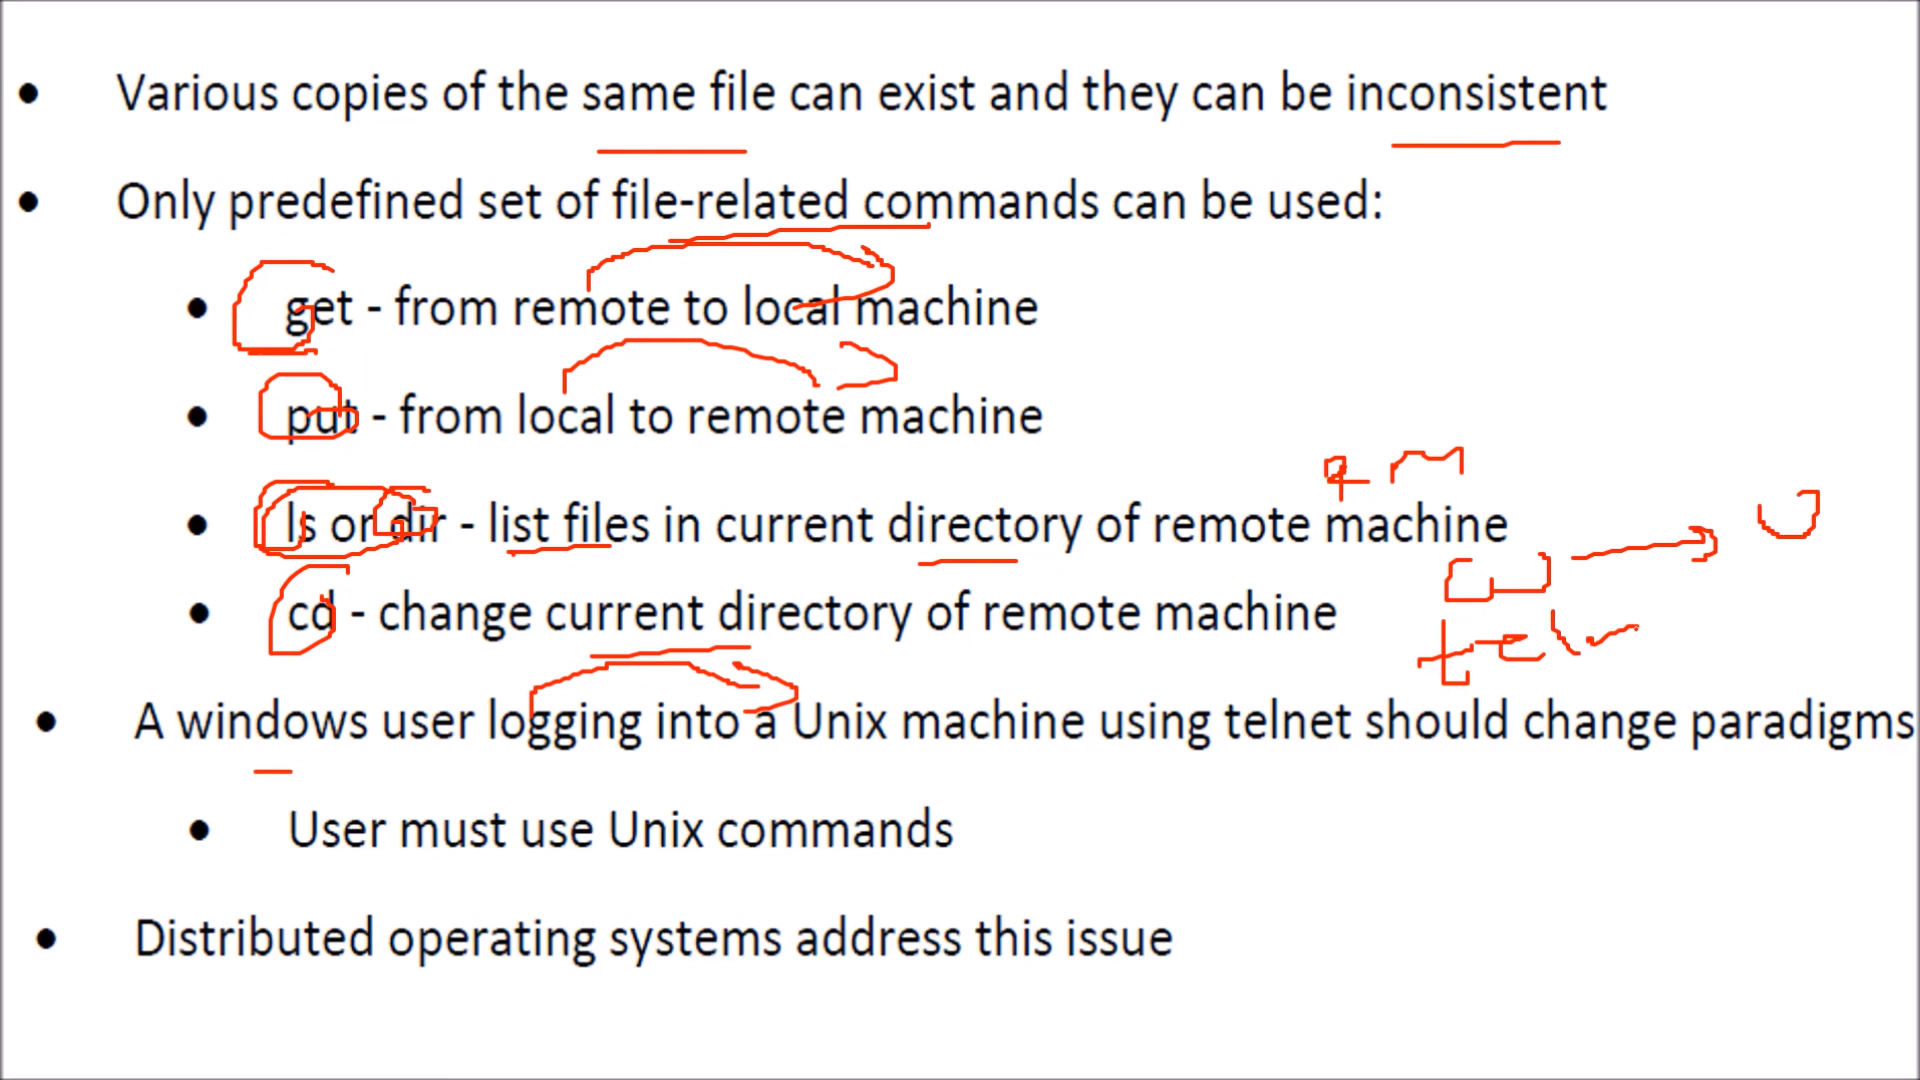 • Various copies of the same file can exist and they can be inconsistent
• Only predefined set of file-related commands can be used:
• get - from remote to local machine
• put - from local to remote machine
• ls or dir - list files in current directory of remote machine
• cd - change current directory of remote machine
• A windows user logging into a Unix machine using telnet should change paradigms
• User must use Unix commands
• Distributed operating systems address this issue